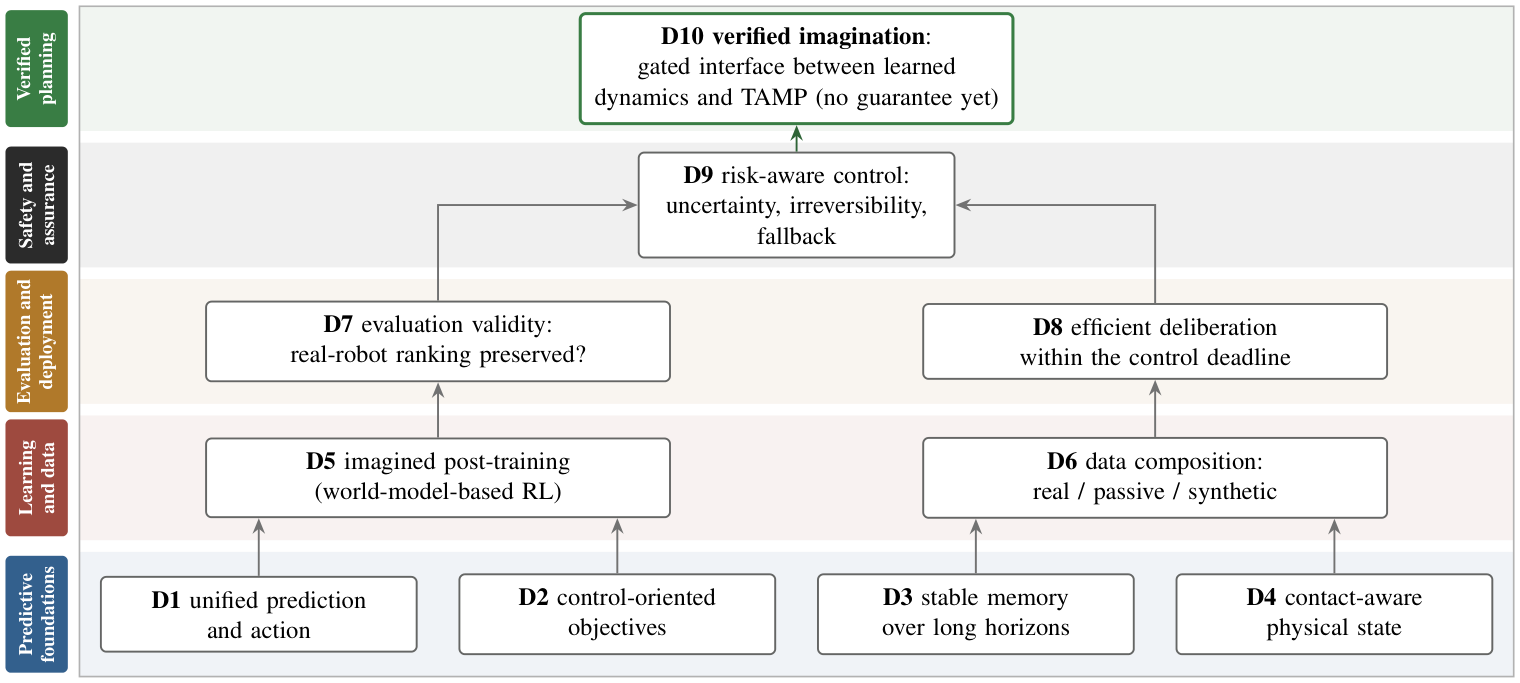 Verified
planning
D10 verified imagination:
gated interface between learned
dynamics and TAMP (no guarantee yet)
Safety and
assurance
D9 risk-aware control:
uncertainty, irreversibility,
fallback
Evaluation and
deployment
D7 evaluation validity:
real-robot ranking preserved?
D8 efficient deliberation
within the control deadline
Learning
and data
D5 imagined post-training
(world-model-based RL)
D6 data composition:
real / passive / synthetic
Predictive
foundations
D1 unified prediction
and action
D2 control-oriented
objectives
D3 stable memory
over long horizons
D4 contact-aware
physical state